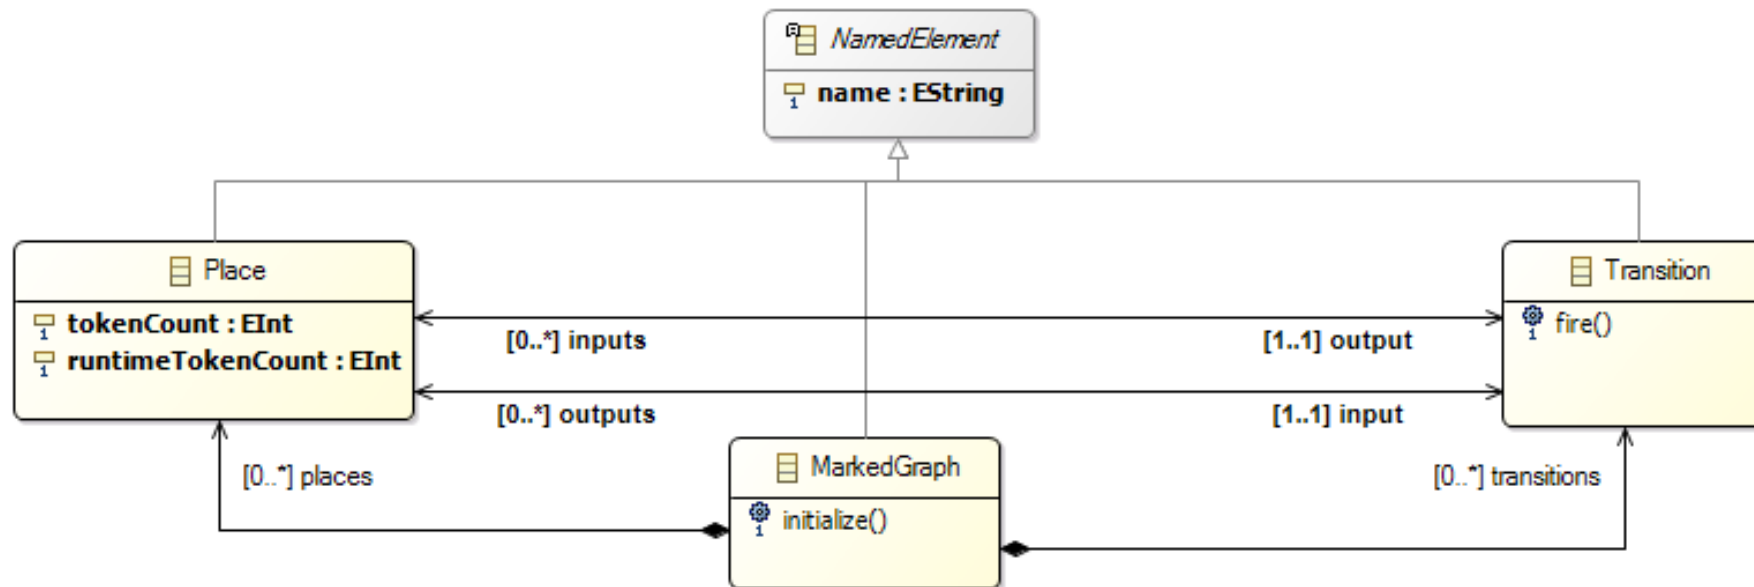 NamedElement
name : EString
Place
tokenCount : EInt
runtimeTokenCount : EInt
Transition
fire()
[0..*] inputs
[1..1] output
[0..*] outputs
[1..1] input
[0..*] places
MarkedGraph
initialize()
[0..*] transitions